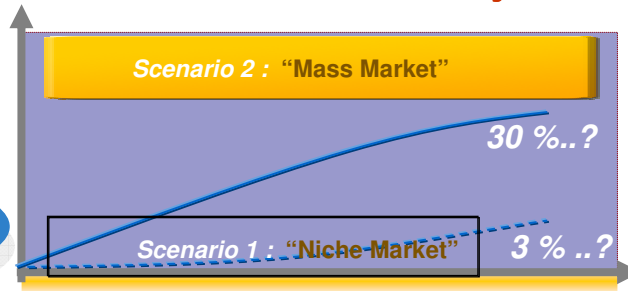 Scenario 2 : “Mass Market”
30 %..?
Scenario 1 : “Niche Market”
3 % ..?